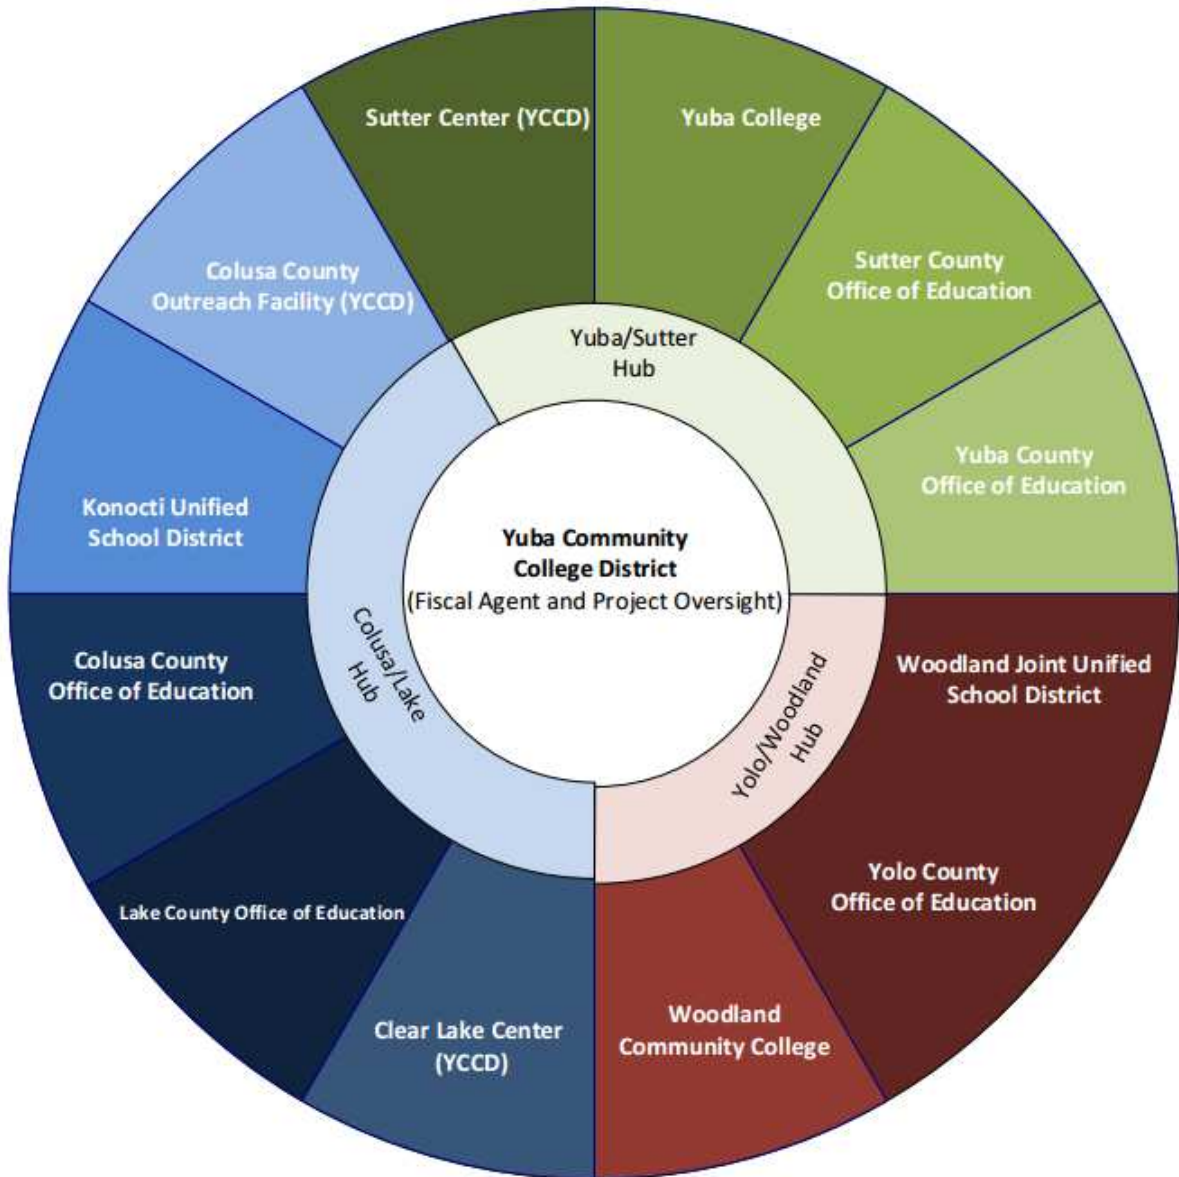 Sutter Center (YCCD)
Yuba College
Sutter County
Office of Education
Yuba County
Office of Education
Woodland Joint Unified
School District
Yolo County
Office of Education
Woodland
Community College
Clear Lake Center
(YCCD)
Lake County Office of Education
Colusa County
Office of Education
Konocti Unified
School District
Colusa County
Outreach Facility (YCCD)
Yuba/Sutter
Hub
Yolo/Woodland
Hub
Colusa/Lake
Hub
Yuba Community
College District
(Fiscal Agent and Project Oversight)